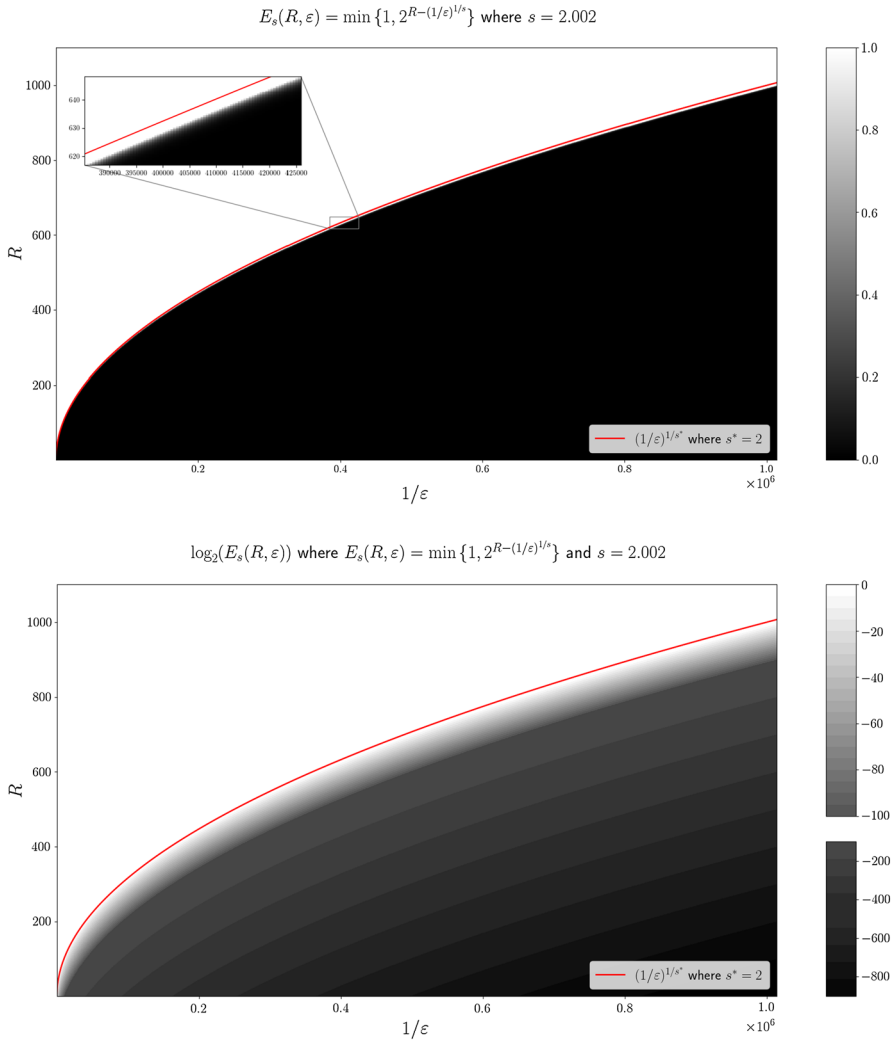 E_s(R, ε) = min {1, 2^{R−(1/ε)^{1/s}}} where s = 2.002
1000
800
600
400
200
R
640
630
620
390000 395000 400000 405000 410000 415000 420000 425000
0.2 0.4 0.6 0.8 1.0
×10^6
1/ε
(1/ε)^{1/s*} where s* = 2
1.0
0.8
0.6
0.4
0.2
0.0
log_2(E_s(R, ε)) where E_s(R, ε) = min {1, 2^{R−(1/ε)^{1/s}}} and s = 2.002
1000
800
600
400
200
R
0.2 0.4 0.6 0.8 1.0
×10^6
1/ε
(1/ε)^{1/s*} where s* = 2
0
−20
−40
−60
−80
−100
−200
−400
−600
−800